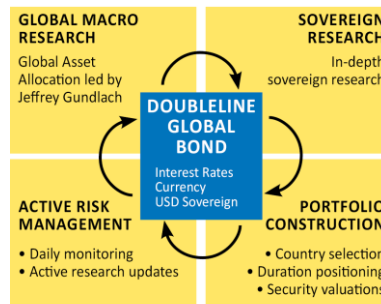 GLOBAL MACRO
RESEARCH
Global Asset
Allocation led by
Jeffrey Gundlach
SOVEREIGN
RESEARCH
In-depth
sovereign research
DOUBLELINE
GLOBAL
BOND
Interest Rates
Currency
USD Sovereign
ACTIVE RISK
MANAGEMENT
• Daily monitoring
• Active research updates
PORTFOLIO
CONSTRUCTION
• Country selection
• Duration positioning
• Security valuations